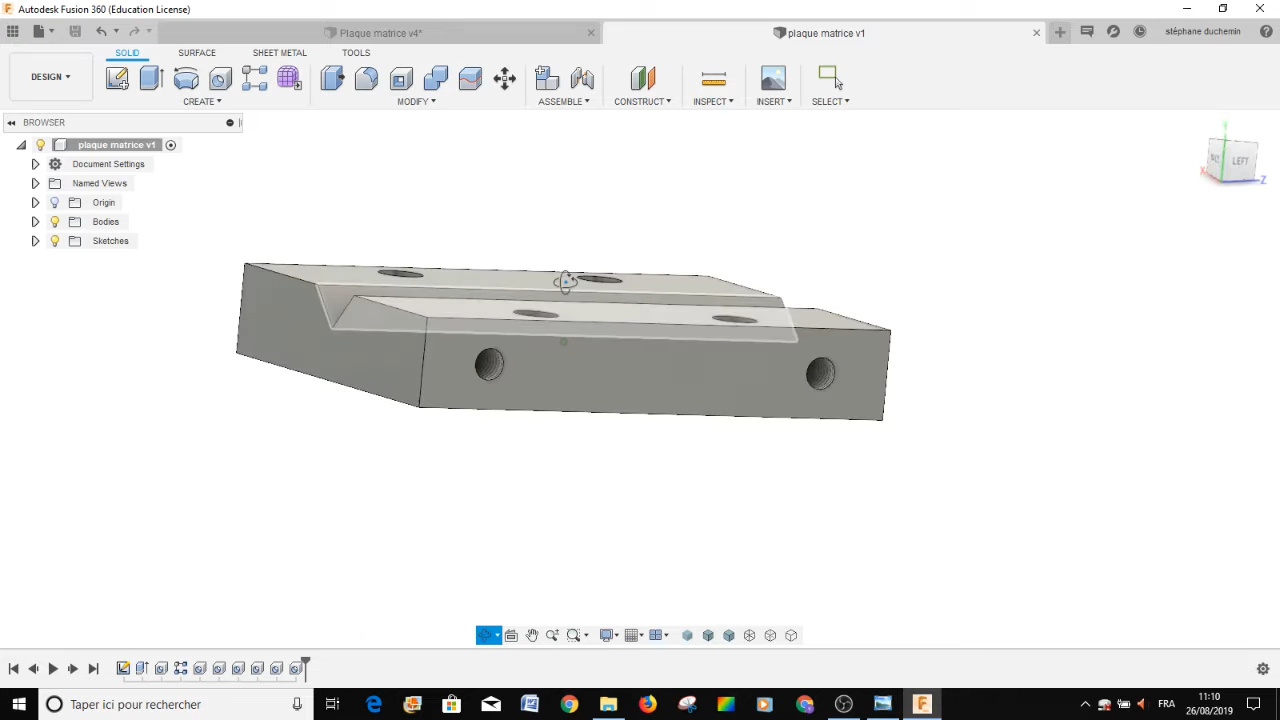 Autodesk Fusion 360 (Education License)
Plaque matrice v4*
plaque matrice v1
stéphane duchemin
DESIGN
SOLID
SURFACE
SHEET METAL
TOOLS
CREATE
MODIFY
ASSEMBLE
CONSTRUCT
INSPECT
INSERT
SELECT
BROWSER
plaque matrice v1
Document Settings
Named Views
Origin
Bodies
Sketches
LEFT
X
Y
Z
Taper ici pour rechercher
FRA
11:10
26/08/2019